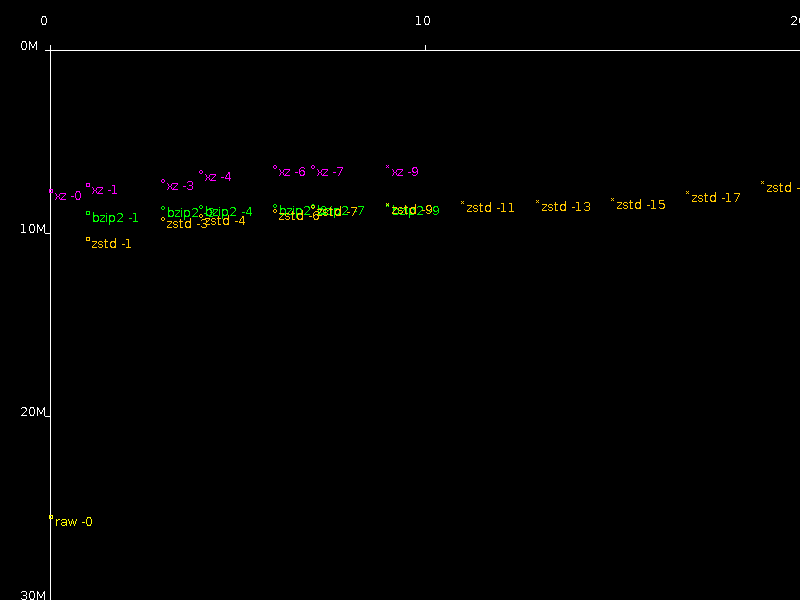 0
10
20
0M
xz -0
xz -1
xz -3
xz -4
xz -6
xz -7
xz -9
zstd -
zstd -17
zstd -15
zstd -13
zstd -11
bzip2 -1
bzip2 -3
bzip2 -4
bzip2 -6
bzip2 -7
bzip2 -9
zstd -1
zstd -3
zstd -4
zstd -6
zstd -7
zstd -9
10M
20M
raw -0
30M